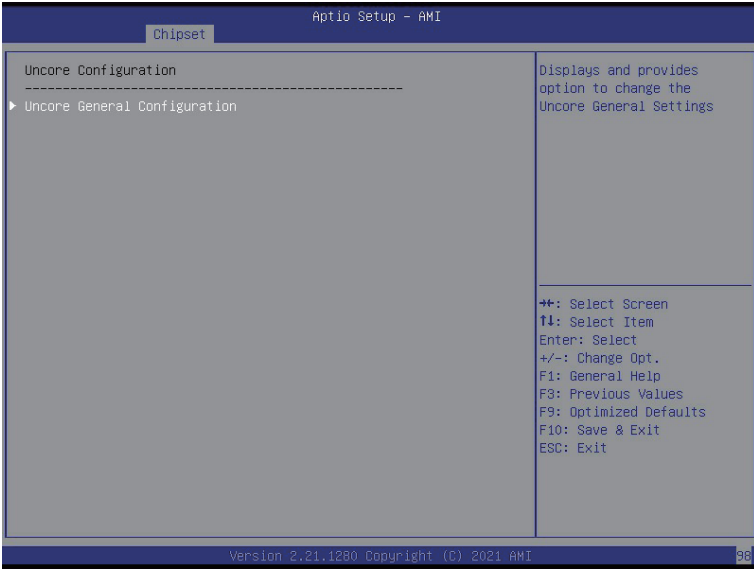 Aptio Setup – AMI
Chipset
Uncore Configuration
--------------------------------------------------
Uncore General Configuration
Displays and provides
option to change the
Uncore General Settings
→←: Select Screen
↑↓: Select Item
Enter: Select
+/-: Change Opt.
F1: General Help
F3: Previous Values
F9: Optimized Defaults
F10: Save & Exit
ESC: Exit
Version 2.21.1280 Copyright (C) 2021 AMI
98